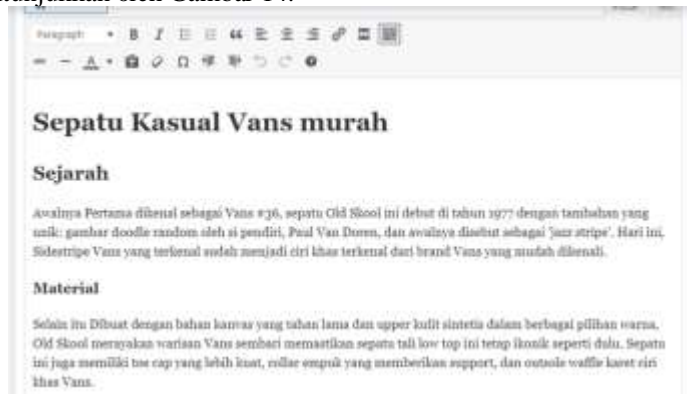 Paragraph
Sepatu Kasual Vans murah
Sejarah
Awalnya Pertama dikenal sebagai Vans #36, sepatu Old Skool ini debut di tahun 1977 dengan tambahan yang
unik: gambar doodle random oleh si pendiri, Paul Van Doren, dan awalnya disebut sebagai 'jazz stripe'. Hari ini,
Sidestripe Vans yang terkenal sudah menjadi ciri khas terkenal dari brand Vans yang mudah dikenali.
Material
Selain itu Dibuat dengan bahan kanvas yang tahan lama dan upper kulit sintetis dalam berbagai pilihan warna,
Old Skool merayakan warisan Vans sembari memastikan sepatu tali low top ini tetap ikonik seperti dulu. Sepatu
ini juga memiliki toe cap yang lebih kuat, collar empuk yang memberikan support, dan outsole waffle karet ciri
khas Vans.